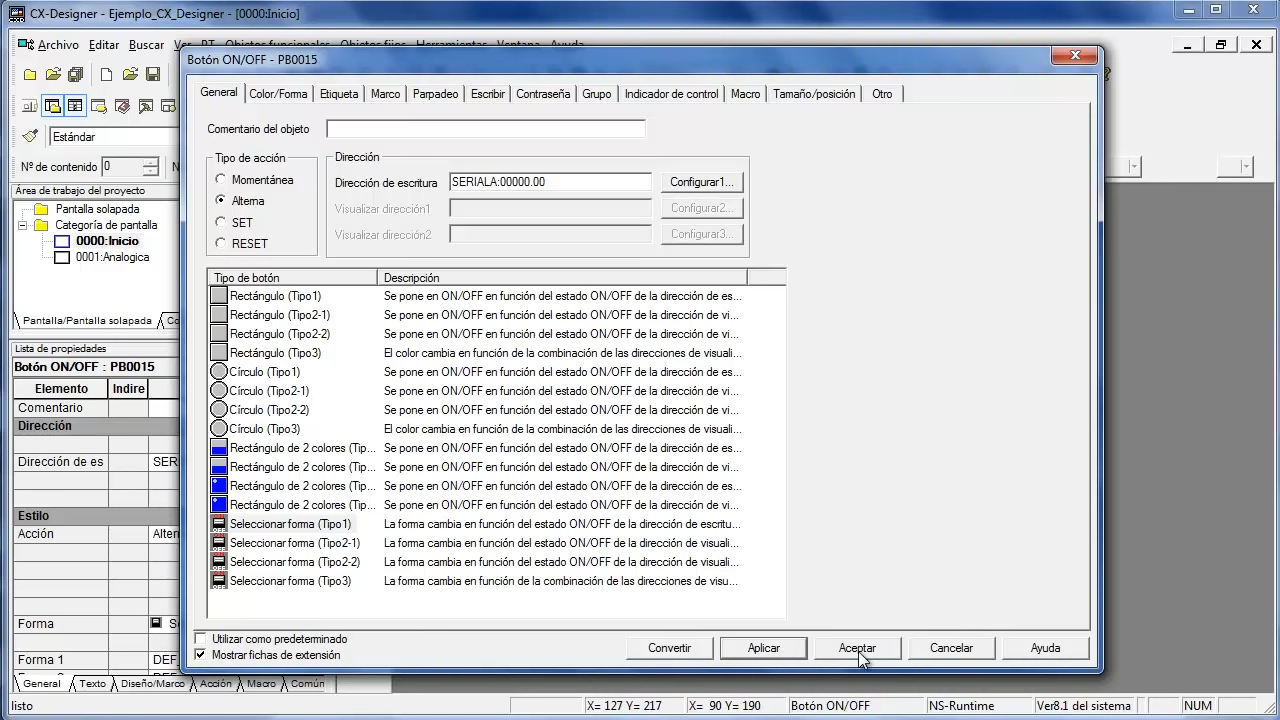 CX-Designer - Ejemplo_CX_Designer - [0000:Inicio]
Archivo Editar Buscar Ver PT Objetos funcionales Objetos fijos Herramientas Ventana Ayuda
Botón ON/OFF - PB0015
General Color/Forma Etiqueta Marco Parpadeo Escribir Contraseña Grupo Indicador de control Macro Tamaño/posición Otro
Comentario del objeto
Estándar
Nº de contenido 0
Tipo de acción
Momentánea
Alterna
SET
RESET
Dirección
Dirección de escritura SERIALA:00000.00 Configurar1...
Visualizar dirección1 Configurar2...
Visualizar dirección2 Configurar3...
Área de trabajo del proyecto
Pantalla solapada
Categoría de pantalla
0000:Inicio
0001:Analogica
Pantalla/Pantalla solapada
Lista de propiedades
Botón ON/OFF : PB0015
Elemento Indire
Comentario
Dirección
Dirección de es SER
Estilo
Acción Alter
Forma
Forma 1 DEF
General Texto Diseño/Marco Acción Macro Común
Tipo de botón Descripción
Rectángulo (Tipo1) Se pone en ON/OFF en función del estado ON/OFF de la dirección de es...
Rectángulo (Tipo2-1) Se pone en ON/OFF en función del estado ON/OFF de la dirección de vi...
Rectángulo (Tipo2-2) Se pone en ON/OFF en función del estado ON/OFF de la dirección de vi...
Rectángulo (Tipo3) El color cambia en función de la combinación de las direcciones de visuali...
Círculo (Tipo1) Se pone en ON/OFF en función del estado ON/OFF de la dirección de es...
Círculo (Tipo2-1) Se pone en ON/OFF en función del estado ON/OFF de la dirección de vi...
Círculo (Tipo2-2) Se pone en ON/OFF en función del estado ON/OFF de la dirección de vi...
Círculo (Tipo3) El color cambia en función de la combinación de las direcciones de visuali...
Rectángulo de 2 colores (Tip... Se pone en ON/OFF en función del estado ON/OFF de la dirección de es...
Rectángulo de 2 colores (Tip... Se pone en ON/OFF en función del estado ON/OFF de la dirección de vi...
Rectángulo de 2 colores (Tip... Se pone en ON/OFF en función del estado ON/OFF de la dirección de es...
Rectángulo de 2 colores (Tip... Se pone en ON/OFF en función del estado ON/OFF de la dirección de vi...
Seleccionar forma (Tipo1) La forma cambia en función del estado ON/OFF de la dirección de escritu...
Seleccionar forma (Tipo2-1) La forma cambia en función del estado ON/OFF de la dirección de visuali...
Seleccionar forma (Tipo2-2) La forma cambia en función del estado ON/OFF de la dirección de visuali...
Seleccionar forma (Tipo3) La forma cambia en función de la combinación de las direcciones de visu...
Utilizar como predeterminado
Mostrar fichas de extensión
Convertir Aplicar Aceptar Cancelar Ayuda
listo X= 127 Y= 217 X= 90 Y= 190 Botón ON/OFF NS-Runtime Ver8.1 del sistema NUM